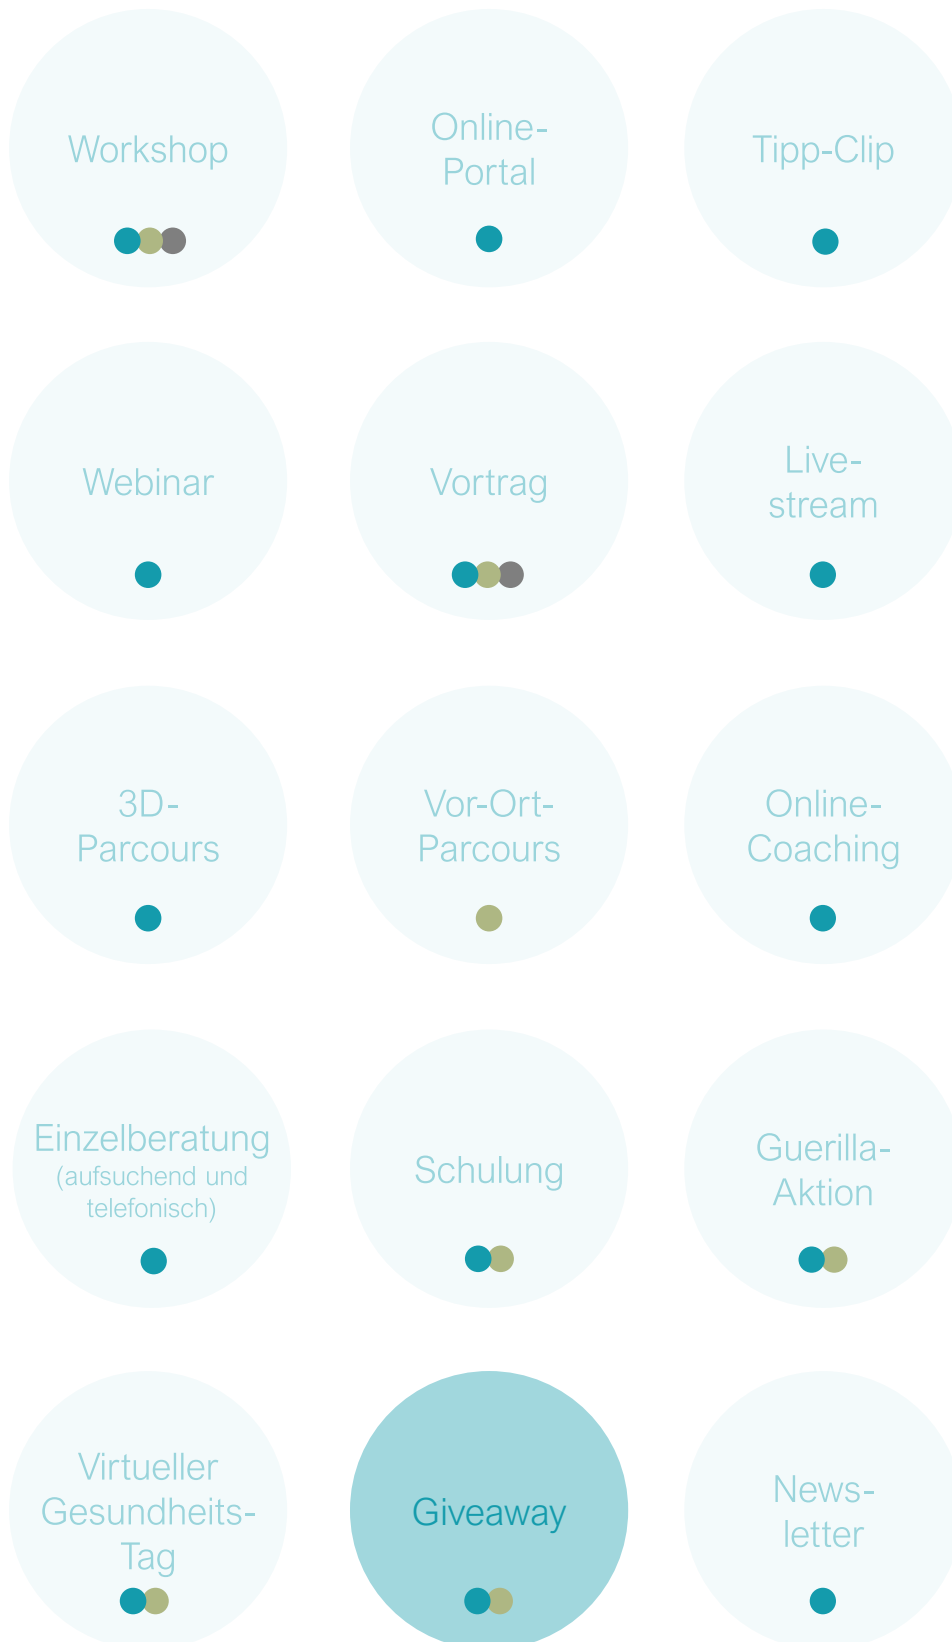 Workshop
Online-
Portal
Tipp-Clip
Webinar
Vortrag
Live-
stream
3D-
Parcours
Vor-Ort-
Parcours
Online-
Coaching
Einzelberatung
(aufsuchend und
telefonisch)
Schulung
Guerilla-
Aktion
Virtueller
Gesundheits-
Tag
Giveaway
News-
letter